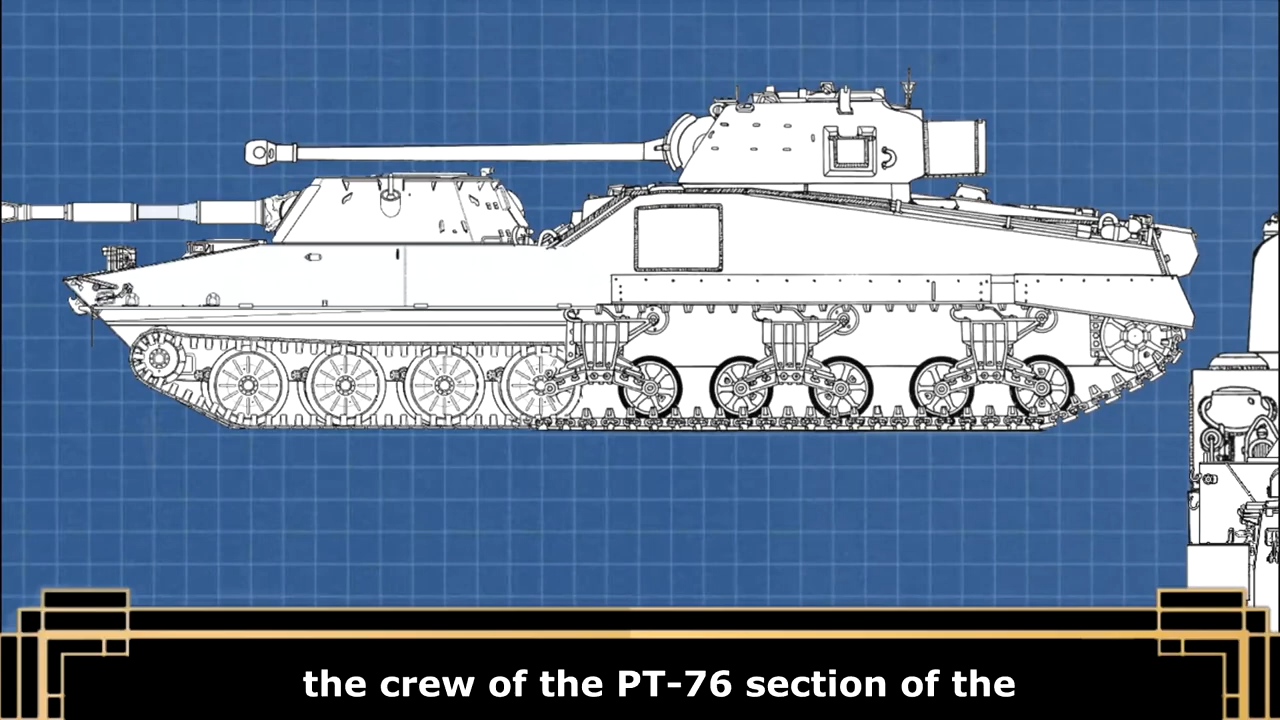 the crew of the PT-76 section of the